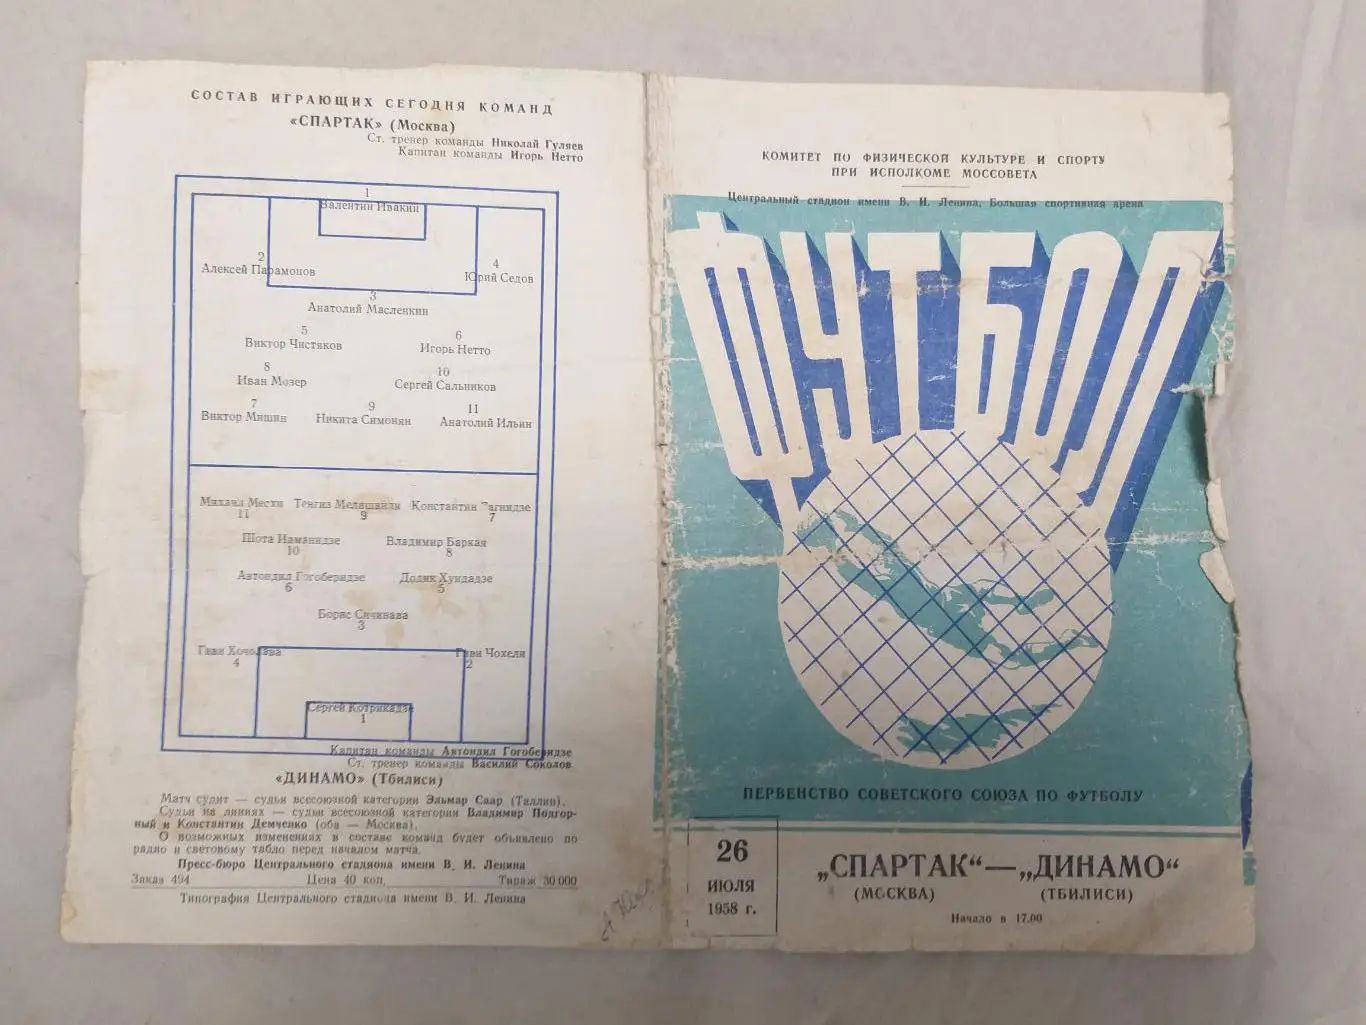 СОСТАВ ИГРАЮЩИХ СЕГОДНЯ КОМАНД
«СПАРТАК» (Москва)
Ст. тренер команды Николай Гуляев
Капитан команды Игорь Нетто
1
Валентин Ивакин
2
Алексей Парамонов
4
Юрий Седов
3
Анатолий Масленкин
5
Виктор Чистяков
6
Игорь Нетто
8
Иван Мозер
10
Сергей Сальников
7
Виктор Мишин
9
Никита Симонян
11
Анатолий Ильин
Михаил Месхи
11
Тенгиз Мелашвили
9
Константин Гагнидзе
7
Шота Яманидзе
10
Владимир Баркая
8
Автондил Гогоберидзе
6
Додик Хундадзе
5
Борис Сичинава
3
Гиви Хочолава
4
Гиви Чохели
2
Сергей Котрикадзе
1
Капитан команды Автондил Гогоберидзе
Ст. тренер команды Василий Соколов
«ДИНАМО» (Тбилиси)
Матч судит — судья всесоюзной категории Эльмар Саар (Таллин).
Судьи на линиях — судьи всесоюзной категории Владимир Подгор-
ный и Константин Демченко (оба — Москва).
О возможных изменениях в составе команд будет объявлено по
радио и световому табло перед началом матча.
Пресс-бюро Центрального стадиона имени В. И. Ленина
Заказ 494 Цена 40 коп. Тираж 30 000
Типография Центрального стадиона имени В. И. Ленина
КОМИТЕТ ПО ФИЗИЧЕСКОЙ КУЛЬТУРЕ И СПОРТУ
ПРИ ИСПОЛКОМЕ МОССОВЕТА
Центральный стадион имени В. И. Ленина, Большая спортивная арена
ФУТБОЛ
ПЕРВЕНСТВО СОВЕТСКОГО СОЮЗА ПО ФУТБОЛУ
26
ИЮЛЯ
1958 г.
„СПАРТАК“—„ДИНАМО“
(МОСКВА) (ТБИЛИСИ)
Начало в 17.00